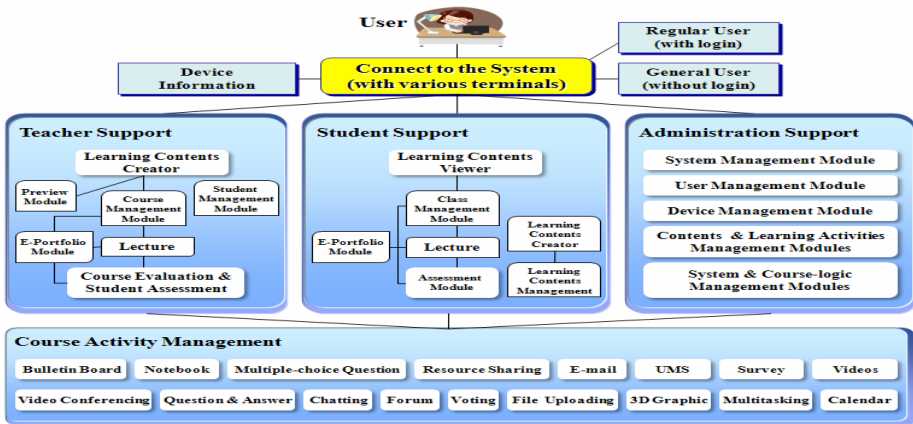 User
Regular User
(with login)
Device
Information
Connect to the System
(with various terminals)
General User
(without login)
Teacher Support
Learning Contents
Creator
Preview
Module
Course
Management
Module
Student
Management
Module
E-Portfolio
Module
Lecture
Course Evaluation &
Student Assessment
Student Support
Learning Contents
Viewer
Class
Management
Module
E-Portfolio
Module
Lecture
Learning
Contents
Creator
Assessment
Module
Learning
Contents
Management
Administration Support
System Management Module
User Management Module
Device Management Module
Contents & Learning Activities
Management Modules
System & Course-logic
Management Modules
Course Activity Management
Bulletin Board
Notebook
Multiple-choice Question
Resource Sharing
E-mail
UMS
Survey
Videos
Video Conferencing
Question & Answer
Chatting
Forum
Voting
File Uploading
3D Graphic
Multitasking
Calendar